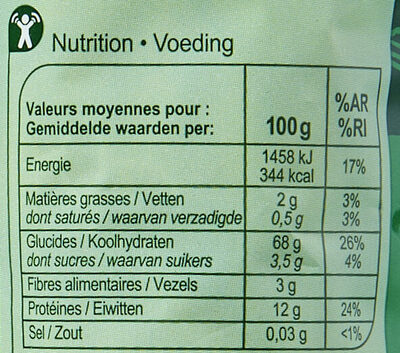 Nutrition • Voeding
Valeurs moyennes pour :
Gemiddelde waarden per: 100g %AR %RI
Energie 1458 kJ 344 kcal 17%
Matières grasses / Vetten 2 g 3%
dont saturés / waarvan verzadigde 0,5 g 3%
Glucides / Koolhydraten 68 g 26%
dont sucres / waarvan suikers 3,5 g 4%
Fibres alimentaires / Vezels 3 g
Protéines / Eiwitten 12 g 24%
Sel / Zout 0,03 g <1%